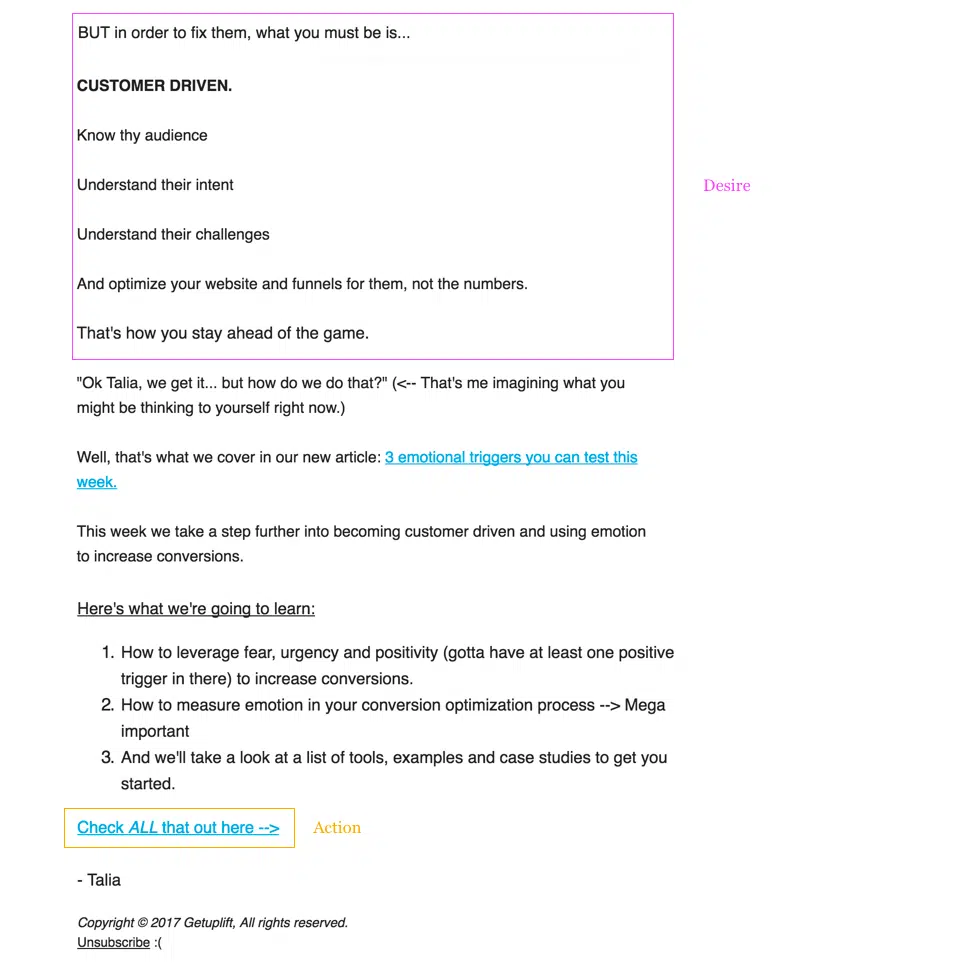 BUT in order to fix them, what you must be is...
CUSTOMER DRIVEN.
Know thy audience
Understand their intent
Desire
Understand their challenges
And optimize your website and funnels for them, not the numbers.
That's how you stay ahead of the game.
"Ok Talia, we get it... but how do we do that?" (<-- That's me imagining what you
might be thinking to yourself right now.)
Well, that's what we cover in our new article: 3 emotional triggers you can test this
week.
This week we take a step further into becoming customer driven and using emotion
to increase conversions.
Here's what we're going to learn:
1. How to leverage fear, urgency and positivity (gotta have at least one positive
trigger in there) to increase conversions.
2. How to measure emotion in your conversion optimization process --> Mega
important
3. And we'll take a look at a list of tools, examples and case studies to get you
started.
Check ALL that out here -->
Action
- Talia
Copyright © 2017 Getuplift, All rights reserved.
Unsubscribe :(